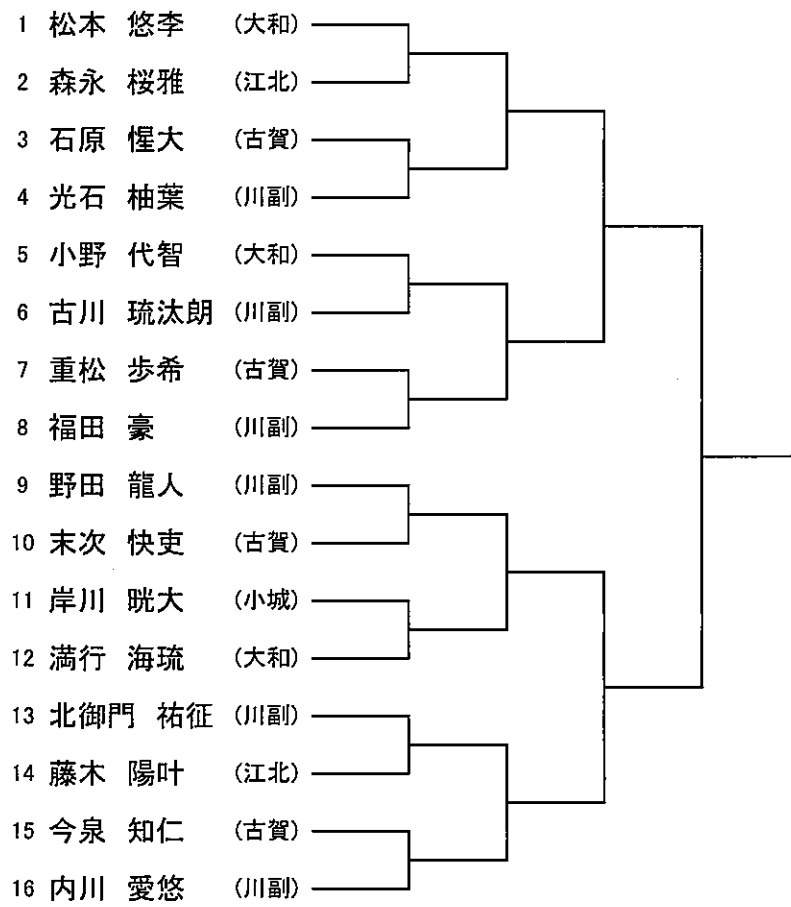 1 松本 悠李 (大和)
2 森永 桜雅 (江北)
3 石原 惺大 (古賀)
4 光石 柚葉 (川副)
5 小野 代智 (大和)
6 古川 琉汰朗 (川副)
7 重松 歩希 (古賀)
8 福田 豪 (川副)
9 野田 龍人 (川副)
10 末次 快吏 (古賀)
11 岸川 晄大 (小城)
12 満行 海琉 (大和)
13 北御門 祐征 (川副)
14 藤木 陽叶 (江北)
15 今泉 知仁 (古賀)
16 内川 愛悠 (川副)